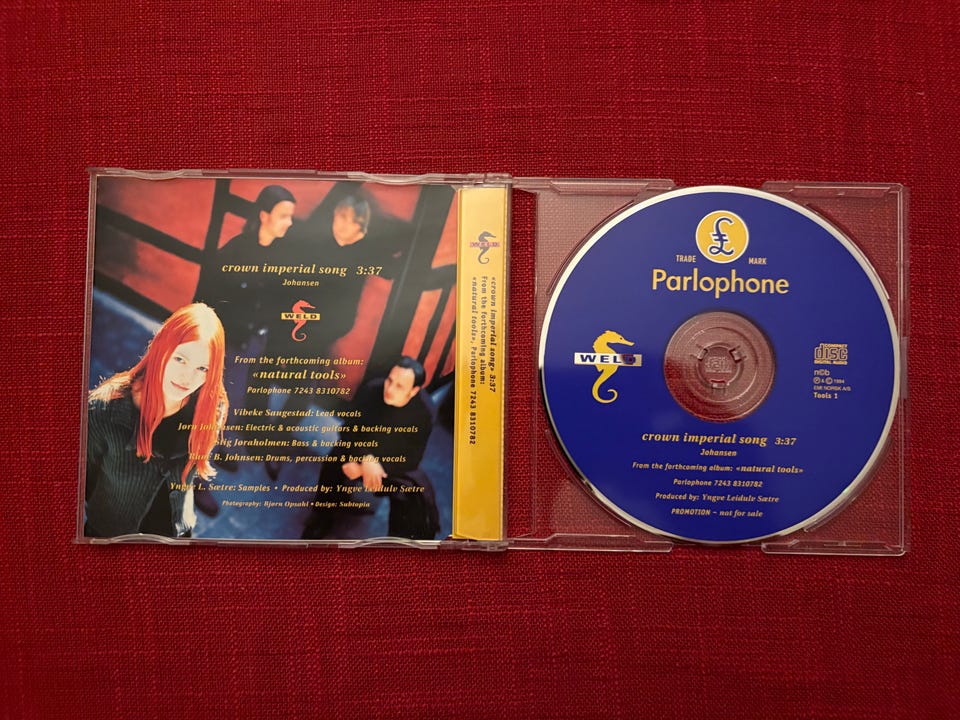 crown imperial song 3:37
Johansen
WELD
From the forthcoming album:
«natural tools»
Parlophone 7243 8310782
Vibeke Saugestad: Lead vocals
Jørn Johansen: Electric & acoustic guitars & backing vocals
Stig Joraholmen: Bass & backing vocals
Rune B. Johnsen: Drums, percussion & backing vocals
Yngve L. Sætre: Samples • Produced by: Yngve Leidulv Sætre
Photography: Bjørn Opsahl • Design: Subtopia
«crown imperial song» 3:37
From the forthcoming album:
«natural tools», Parlophone 7243 8310782
£
TRADE MARK
Parlophone
WELD
COMPACT
disc
DIGITAL AUDIO
n©b
℗ & © 1994
EMI NORSK A/S
Tools 1
crown imperial song 3:37
Johansen
From the forthcoming album: «natural tools»
Parlophone 7243 8310782
Produced by: Yngve Leidulv Sætre
PROMOTION – not for sale